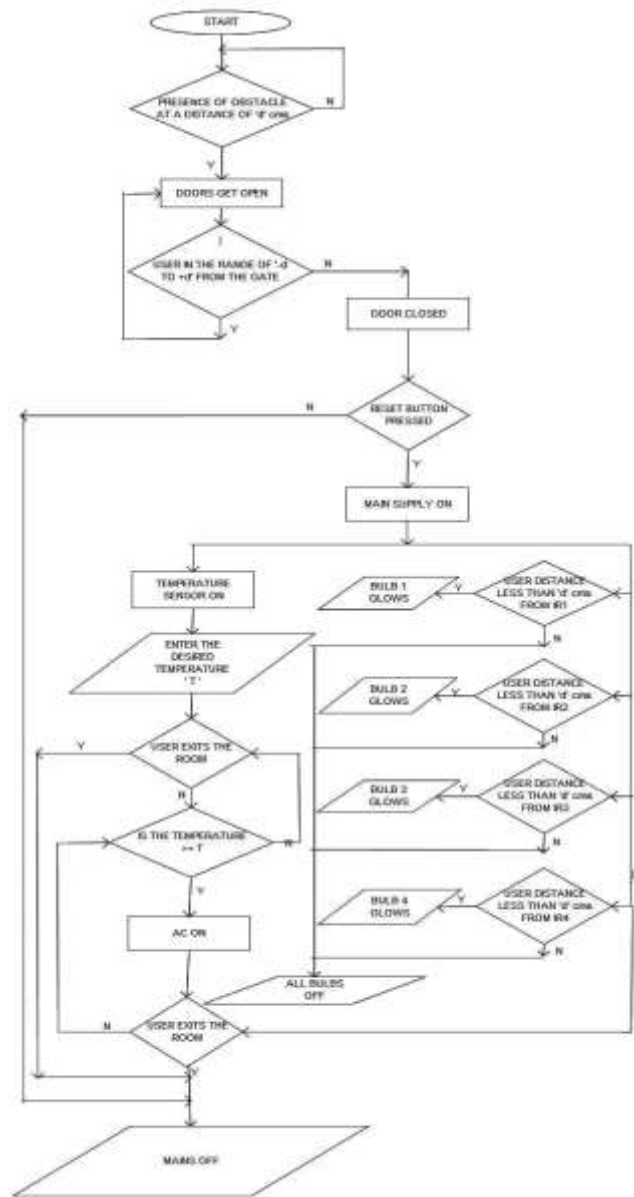 START
PRESENCE OF OBSTACLE
AT A DISTANCE OF 'd' cms
N
Y
DOORS GET OPEN
USER IN THE RANGE OF '-d
TO +d' FROM THE GATE
N
Y
DOOR CLOSED
RESET BUTTON
PRESSED
N
Y
MAIN SUPPLY ON
TEMPERATURE
SENSOR ON
ENTER THE
DESIRED
TEMPERATURE
'T'
USER EXITS THE
ROOM
Y
N
IS THE TEMPERATURE
>= T
N
Y
AC ON
USER EXITS THE
ROOM
N
Y
BULB 1
GLOWS
Y
USER DISTANCE
LESS THAN 'd' cms
FROM IR1
N
BULB 2
GLOWS
Y
USER DISTANCE
LESS THAN 'd' cms
FROM IR2
N
BULB 3
GLOWS
Y
USER DISTANCE
LESS THAN 'd' cms
FROM IR3
N
BULB 4
GLOWS
Y
USER DISTANCE
LESS THAN 'd' cms
FROM IR4
N
ALL BULBS
OFF
MAINS OFF